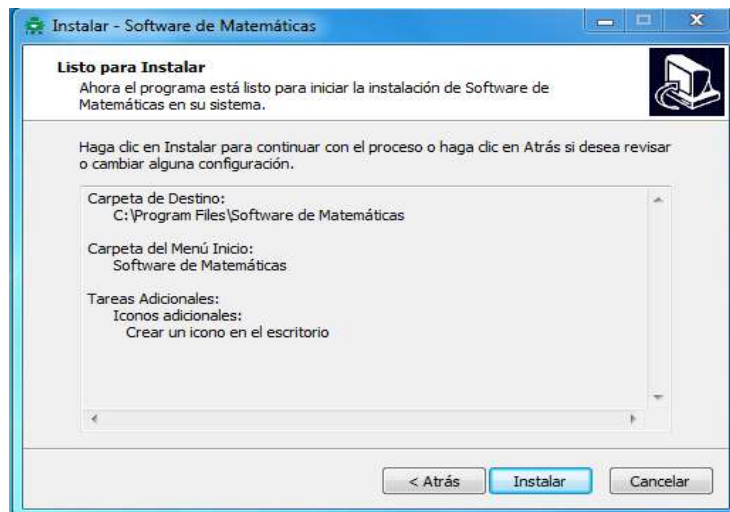 Instalar - Software de Matemáticas
Listo para Instalar
Ahora el programa está listo para iniciar la instalación de Software de
Matemáticas en su sistema.
Haga clic en Instalar para continuar con el proceso o haga clic en Atrás si desea revisar
o cambiar alguna configuración.
Carpeta de Destino:
C:\Program Files\Software de Matemáticas
Carpeta del Menú Inicio:
Software de Matemáticas
Tareas Adicionales:
Iconos adicionales:
Crear un icono en el escritorio
< Atrás
Instalar
Cancelar